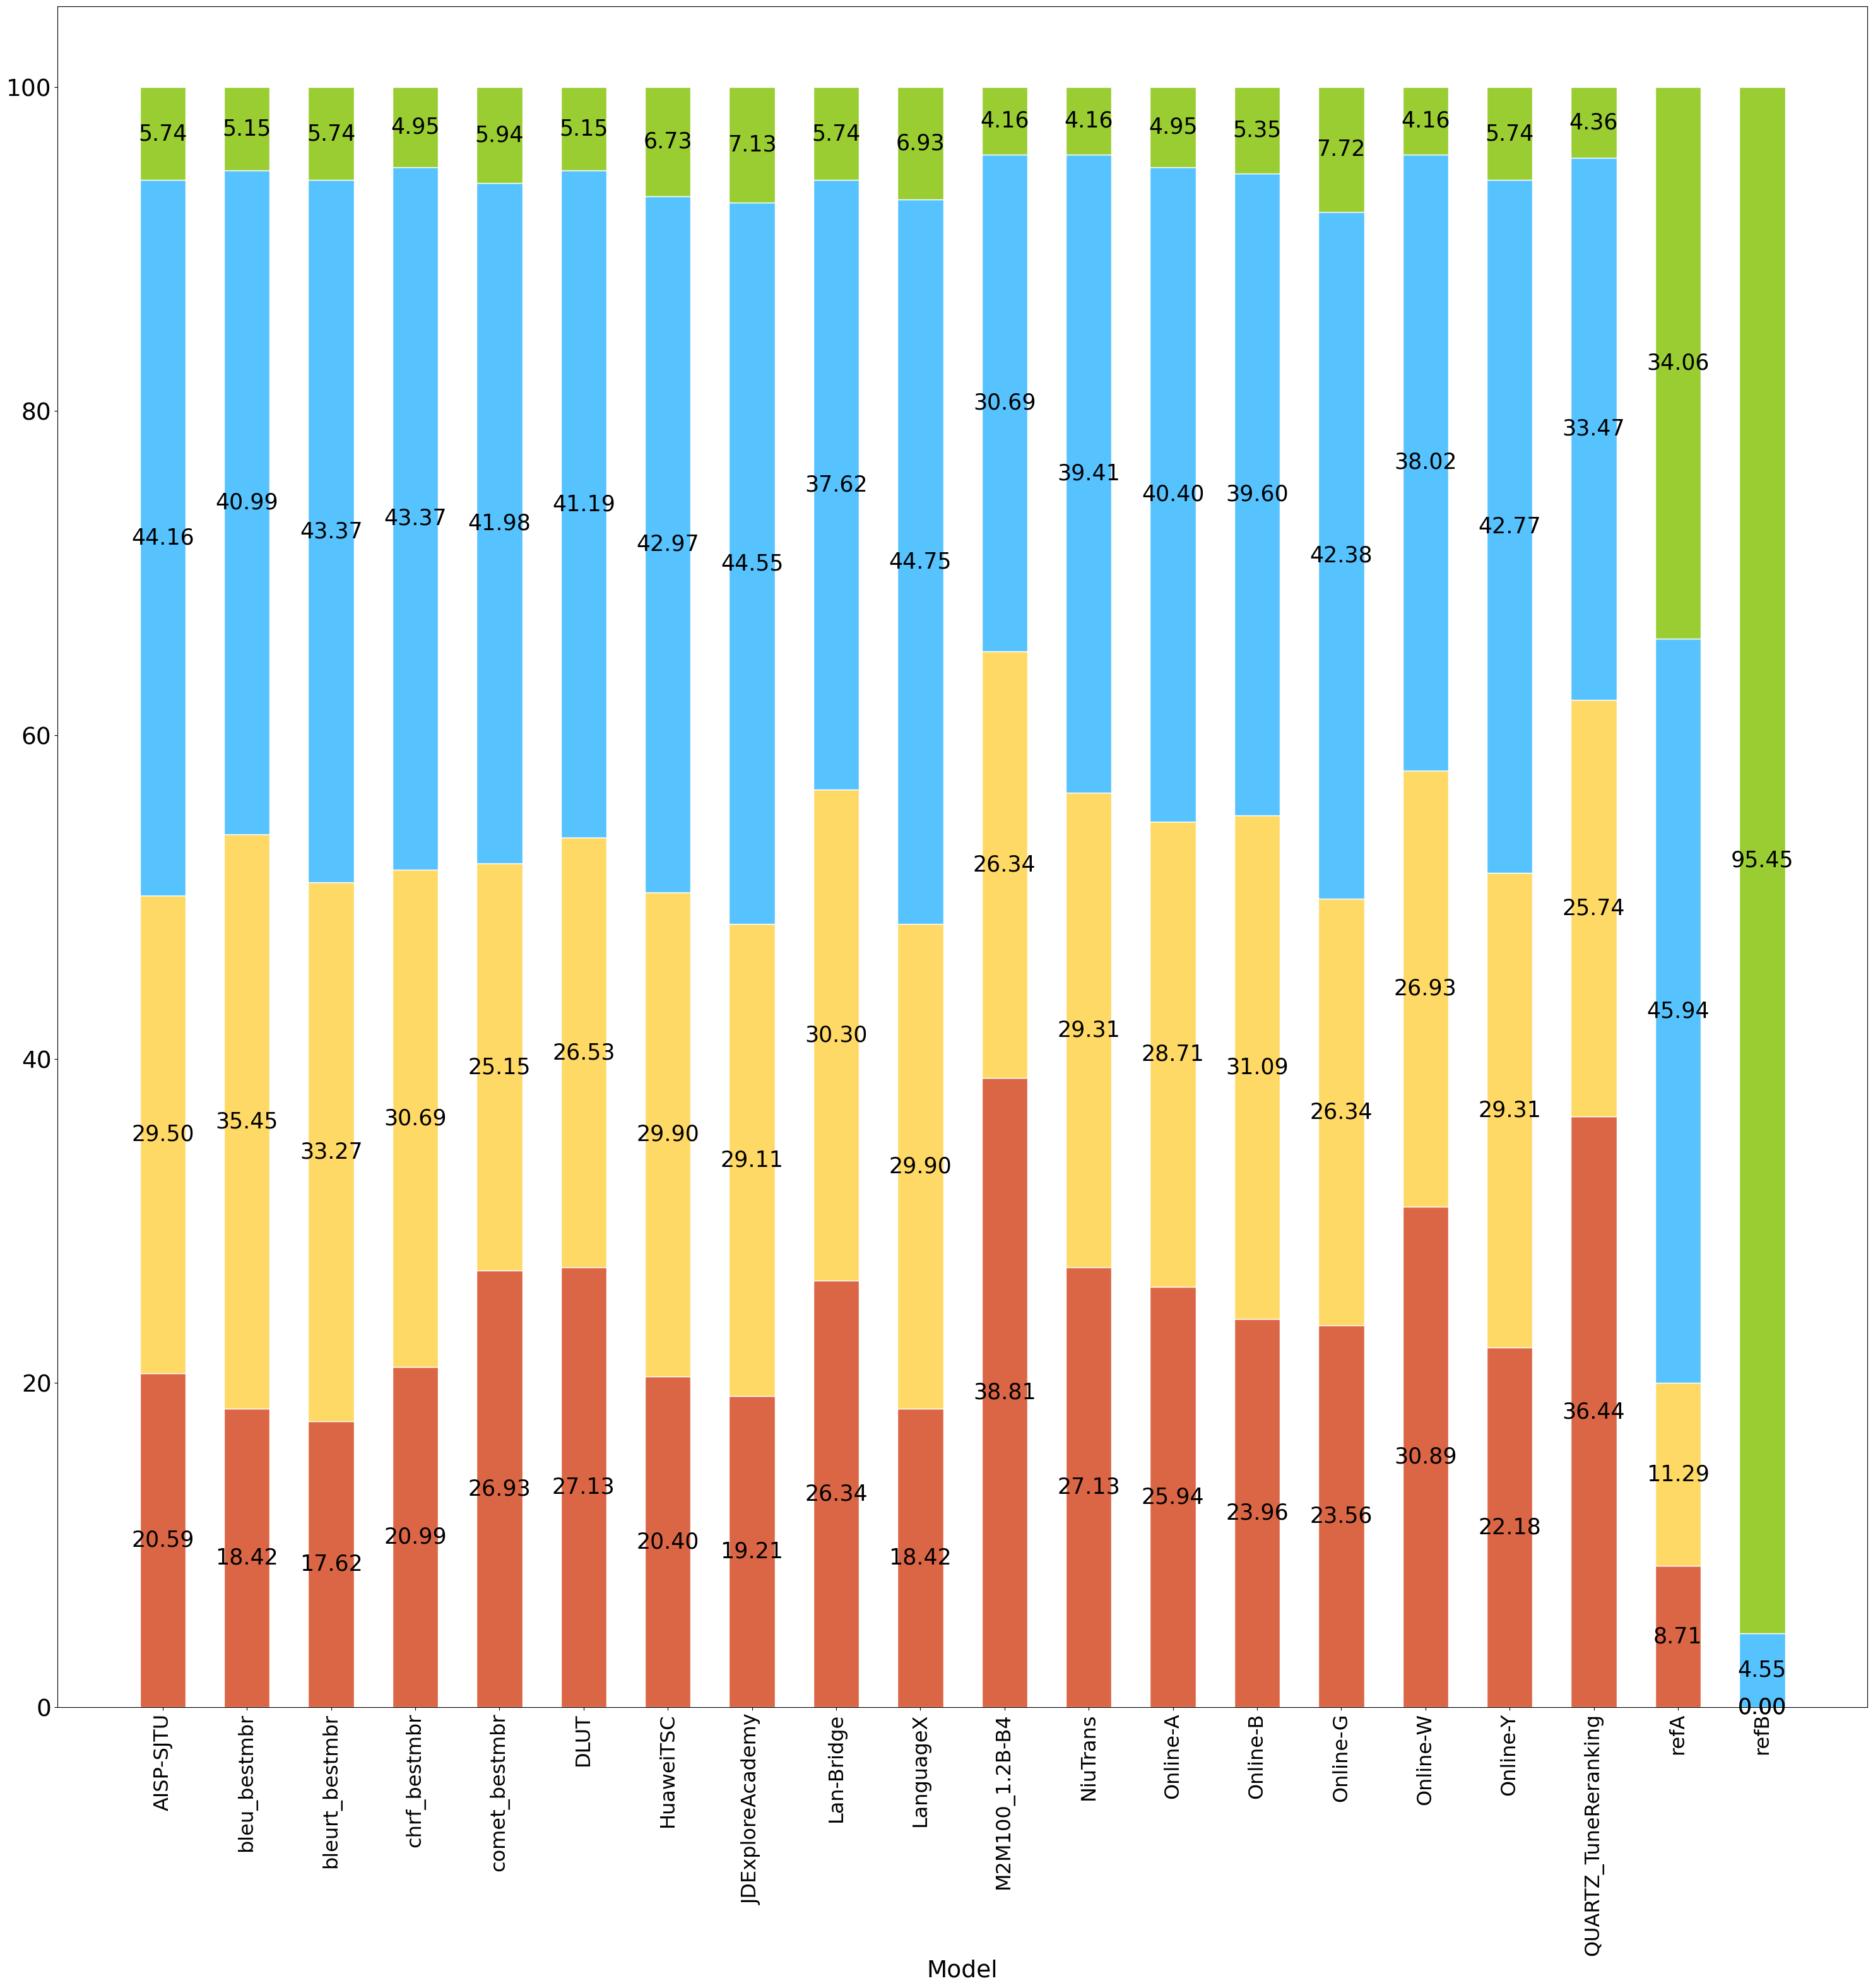 100
80
60
40
20
0
5.74 5.15 5.74 4.95 5.94 5.15 6.73 7.13 5.74 6.93 4.16 4.16 4.95 5.35 7.72 4.16 5.74 4.36 34.06 95.45
44.16 40.99 43.37 43.37 41.98 41.19 42.97 44.55 37.62 44.75 30.69 39.41 40.40 39.60 42.38 38.02 42.77 33.47 45.94 4.55
29.50 35.45 33.27 30.69 25.15 26.53 29.90 29.11 30.30 29.90 26.34 29.31 28.71 31.09 26.34 26.93 29.31 25.74 11.29 0.00
20.59 18.42 17.62 20.99 26.93 27.13 20.40 19.21 26.34 18.42 38.81 27.13 25.94 23.96 23.56 30.89 22.18 36.44 8.71
AISP-SJTU
bleu_bestmbr
bleurt_bestmbr
chrf_bestmbr
comet_bestmbr
DLUT
HuaweiTSC
JDExploreAcademy
Lan-Bridge
LanguageX
M2M100_1.2B-B4
NiuTrans
Online-A
Online-B
Online-G
Online-W
Online-Y
QUARTZ_TuneReranking
refA
refB
Model